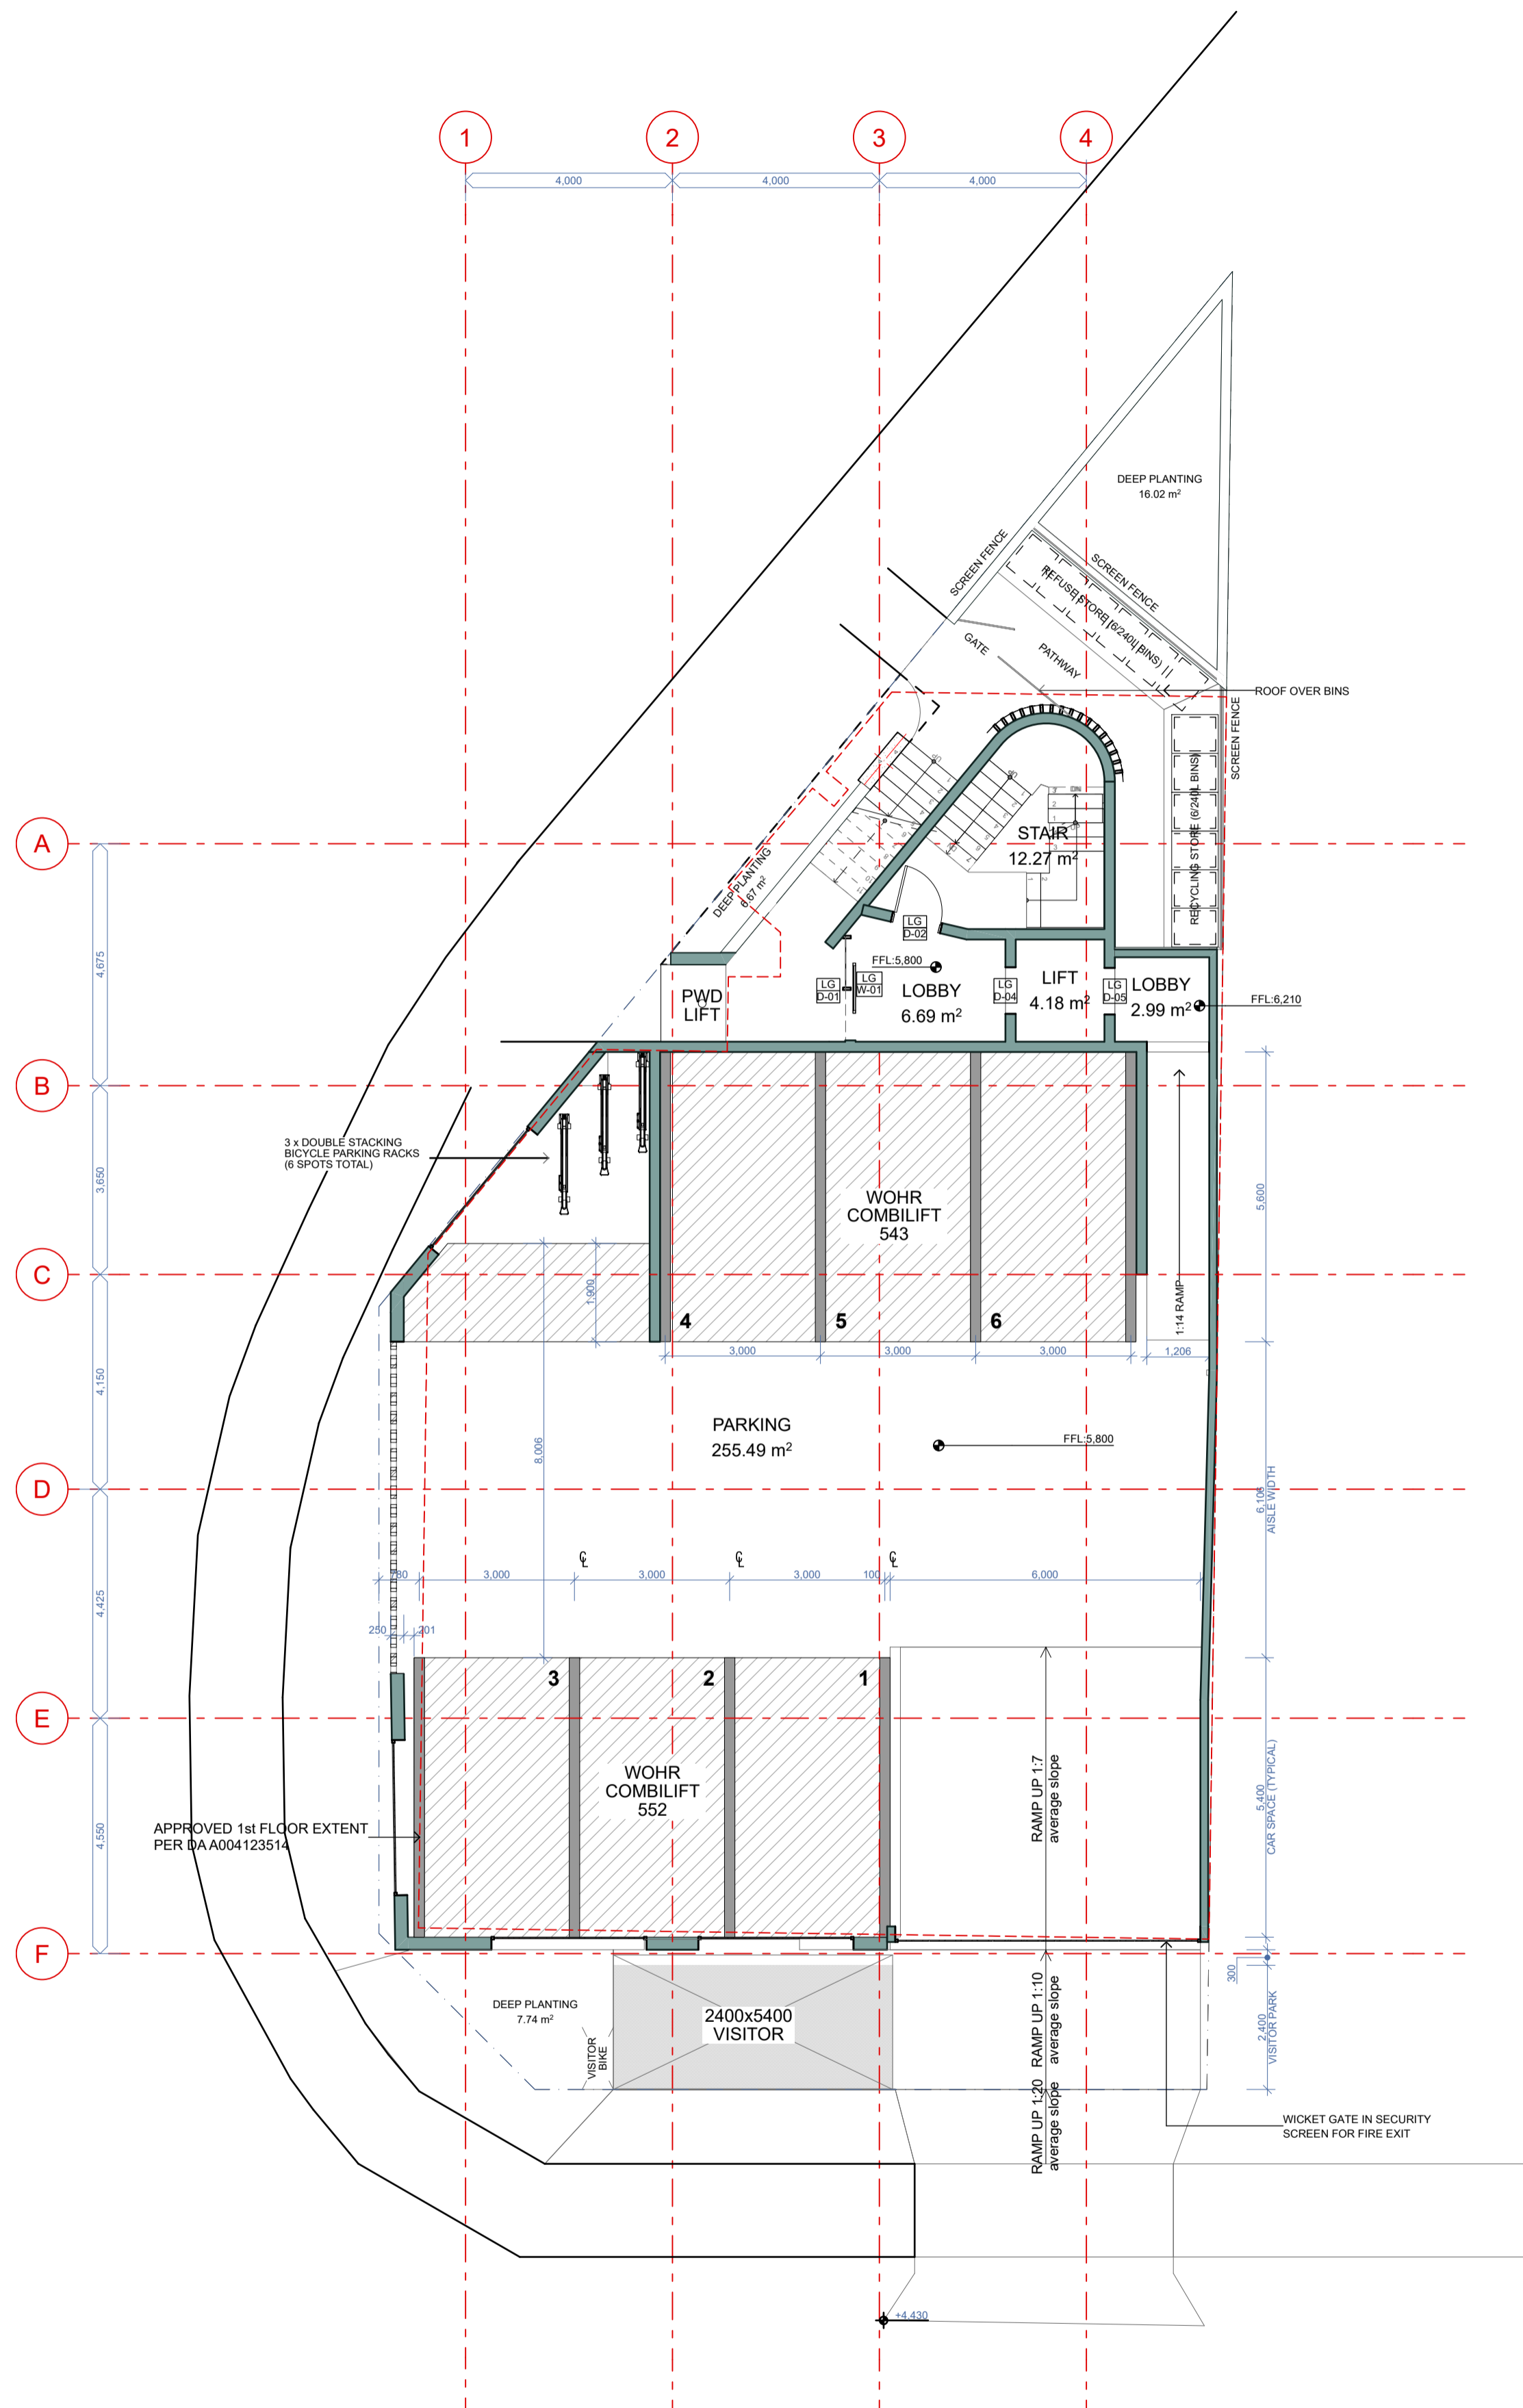 1
2
3
4
4,000
4,000
4,000
DEEP PLANTING
16.02 m²
SCREEN FENCE
SCREEN FENCE
REFUSE STORE (6/240L BINS)
GATE
PATHWAY
ROOF OVER BINS
SCREEN FENCE
RECYCLING STORE (6/240L BINS)
UP
UP
DN
STAIR
12.27 m²
A
DEEP PLANTING
6.67 m²
LG
D-02
FFL:5,800
LG
D-01
LG
W-01
LOBBY
6.69 m²
LG
D-04
LIFT
4.18 m²
LG
D-05
LOBBY
2.99 m²
FFL:6,210
PWD
LIFT
4,675
B
3 x DOUBLE STACKING
BICYCLE PARKING RACKS
(6 SPOTS TOTAL)
3,650
WOHR
COMBILIFT
543
5,600
C
1,900
4
5
6
1:14 RAMP
3,000
3,000
3,000
1,206
4,150
PARKING
255.49 m²
FFL:5,800
8,006
D
6,106
AISLE WIDTH
780
3,000
3,000
3,000
100
6,000
250
201
4,425
3
2
1
E
WOHR
COMBILIFT
552
RAMP UP 1:7
average slope
5,400
CAR SPACE (TYPICAL)
APPROVED 1st FLOOR EXTENT
PER DA A004123514
4,550
F
300
DEEP PLANTING
7.74 m²
VISITOR
BIKE
2400x5400
VISITOR
RAMP UP 1:10
average slope
2,400
VISITOR PARK
RAMP UP 1:20
average slope
WICKET GATE IN SECURITY
SCREEN FOR FIRE EXIT
+4,430